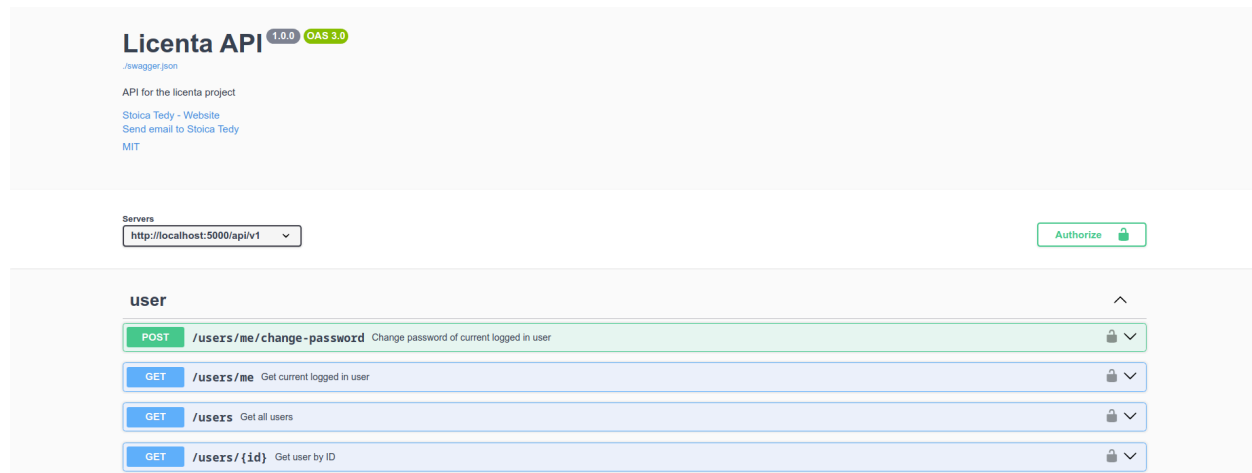 Licenta API 1.0.0 OAS 3.0
./swagger.json
API for the licenta project
Stoica Tedy - Website
Send email to Stoica Tedy
MIT
Servers
http://localhost:5000/api/v1
Authorize
user
POST /users/me/change-password Change password of current logged in user
GET /users/me Get current logged in user
GET /users Get all users
GET /users/{id} Get user by ID